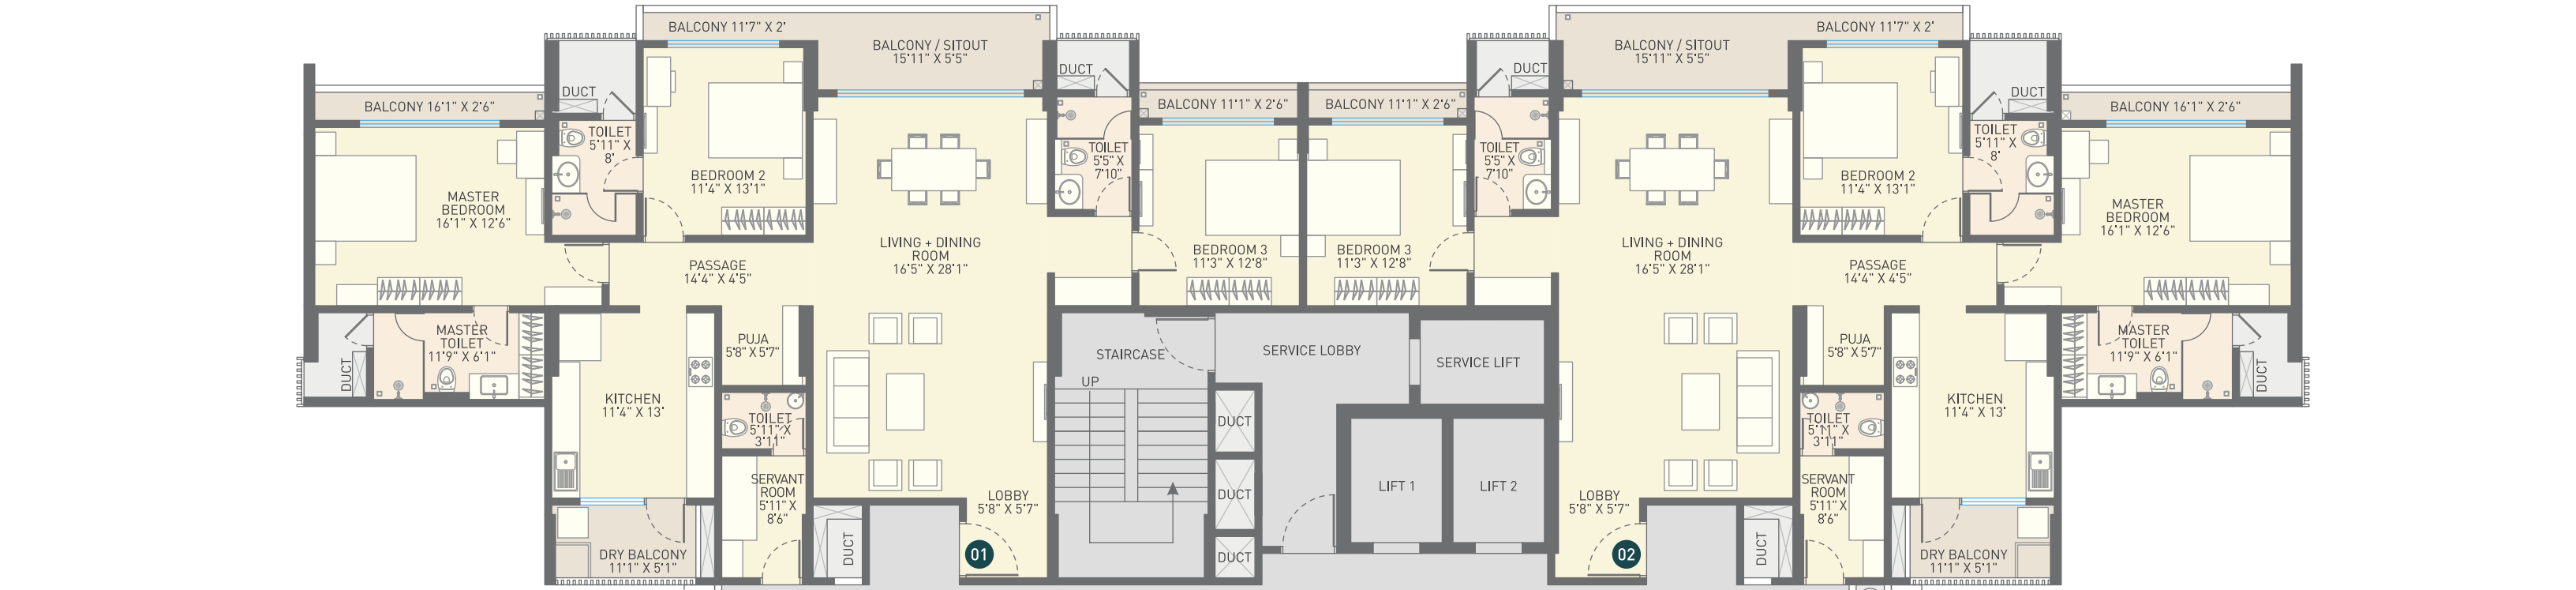 BALCONY 11'7" X 2'
BALCONY / SITOUT
15'11" X 5'5"
DUCT
DUCT
BALCONY 16'1" X 2'6"
BALCONY 11'1" X 2'6"
TOILET
5'11" X
8'
TOILET
5'5" X
7'10"
BEDROOM 2
11'4" X 13'1"
MASTER
BEDROOM
16'1" X 12'6"
LIVING + DINING
ROOM
16'5" X 28'1"
BEDROOM 3
11'3" X 12'8"
PASSAGE
14'4" X 4'5"
MASTER
TOILET
11'9" X 6'1"
DUCT
PUJA
5'8" X 5'7"
KITCHEN
11'4" X 13'
TOILET
5'11" X
3'11"
SERVANT
ROOM
5'11" X
8'6"
LOBBY
5'8" X 5'7"
DRY BALCONY
11'1" X 5'1"
DUCT
01
STAIRCASE
UP
SERVICE LOBBY
SERVICE LIFT
DUCT
DUCT
DUCT
LIFT 1
LIFT 2
BALCONY / SITOUT
15'11" X 5'5"
BALCONY 11'7" X 2'
DUCT
DUCT
BALCONY 11'1" X 2'6"
BALCONY 16'1" X 2'6"
TOILET
5'5" X
7'10"
TOILET
5'11" X
8'
BEDROOM 2
11'4" X 13'1"
MASTER
BEDROOM
16'1" X 12'6"
BEDROOM 3
11'3" X 12'8"
LIVING + DINING
ROOM
16'5" X 28'1"
PASSAGE
14'4" X 4'5"
PUJA
5'8" X 5'7"
MASTER
TOILET
11'9" X 6'1"
DUCT
KITCHEN
11'4" X 13'
TOILET
5'11" X
3'11"
SERVANT
ROOM
5'11" X
8'6"
LOBBY
5'8" X 5'7"
02
DUCT
DRY BALCONY
11'1" X 5'1"